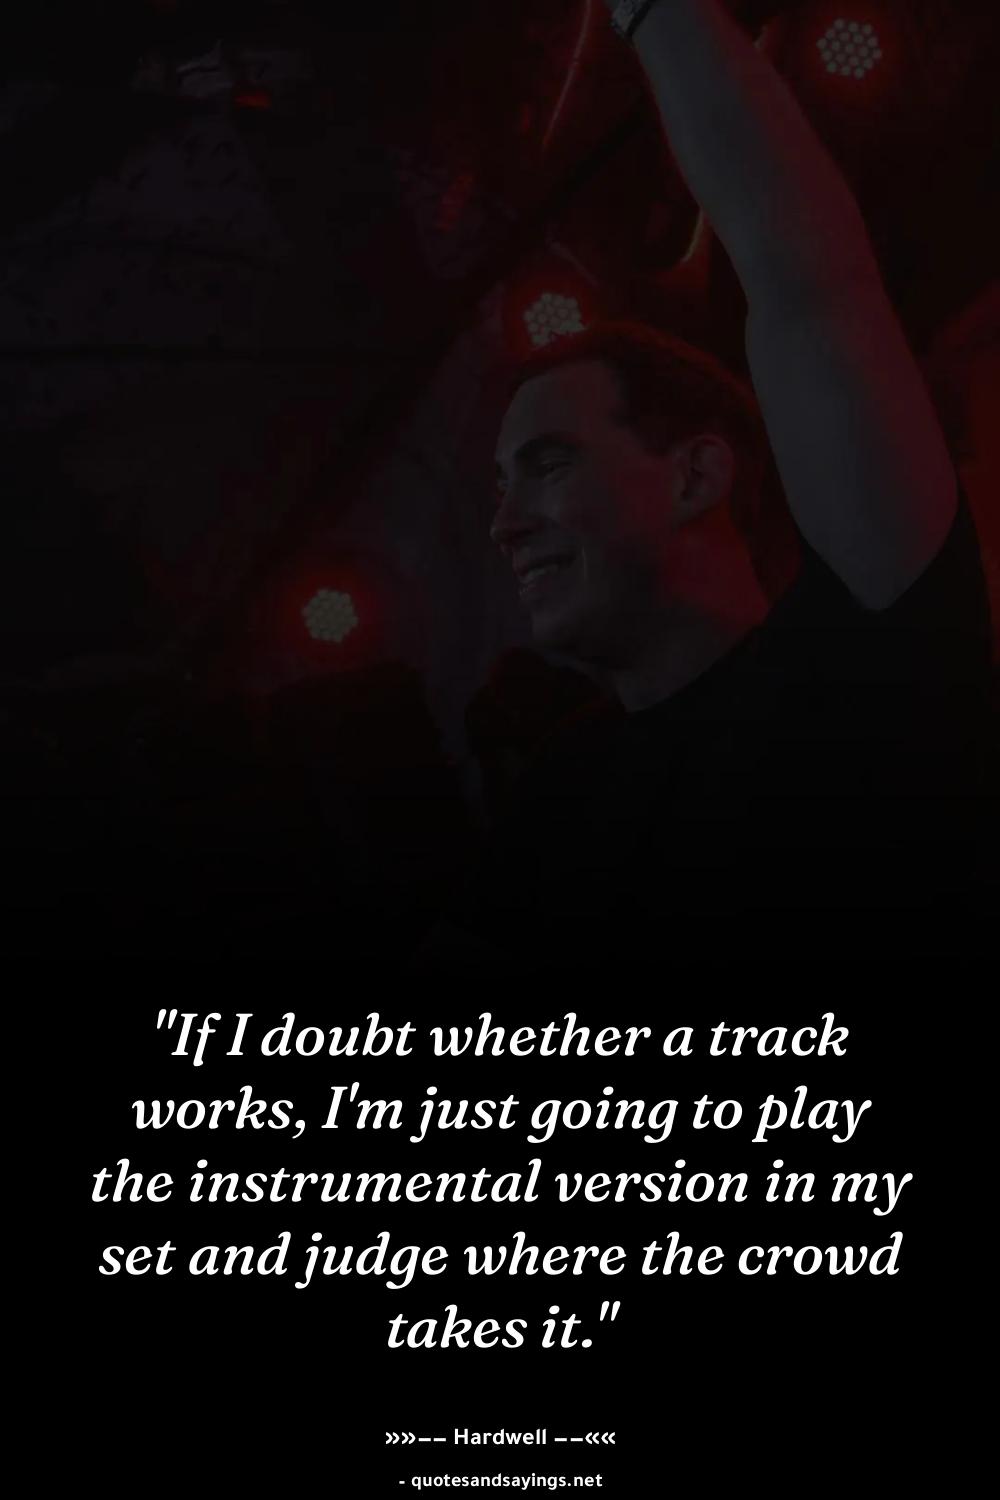 "If I doubt whether a track
works, I'm just going to play
the instrumental version in my
set and judge where the crowd
takes it."
»»–– Hardwell ––««
- quotesandsayings.net